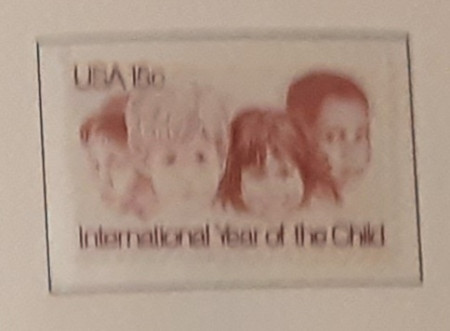 USA 15c
International Year of the Child